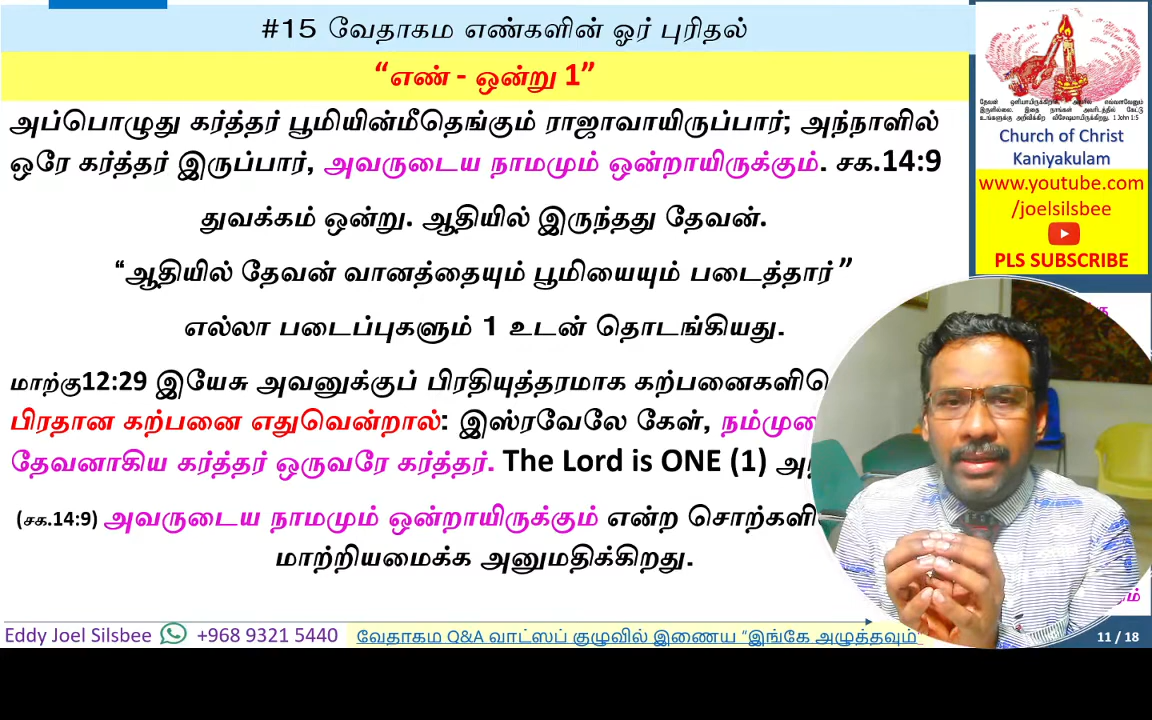 #15 வேதாகம எண்களின் ஓர் புரிதல்
“எண் - ஒன்று 1”
அப்பொழுது கர்த்தர் பூமியின்மீதெங்கும் ராஜாவாயிருப்பார்; அந்நாளில்
ஒரே கர்த்தர் இருப்பார், அவருடைய நாமமும் ஒன்றாயிருக்கும். சக.14:9
துவக்கம் ஒன்று. ஆதியில் இருந்தது தேவன்.
“ஆதியில் தேவன் வானத்தையும் பூமியையும் படைத்தார்”
எல்லா படைப்புகளும் 1 உடன் தொடங்கியது.
மாற்கு12:29 இயேசு அவனுக்குப் பிரதியுத்தரமாக
பிரதான கற்பனை எதுவென்றால்: இஸ்ரவேலே கேள்,
தேவனாகிய கர்த்தர் ஒருவரே கர்த்தர். The Lord is ONE (1)
(சக.14:9) அவருடைய நாமமும் ஒன்றாயிருக்கும் என்ற
மாற்றியமைக்க அனுமதிக்கிறது.
Eddy Joel Silsbee +968 9321 5440 வேதாகம Q&A வாட்ஸப் குழுவில் இணைய “இங்கே அழுத்தவும்”
1 John 1:5
Church of Christ
Kaniyakulam
www.youtube.com
/joelsilsbee
PLS SUBSCRIBE
11 / 18